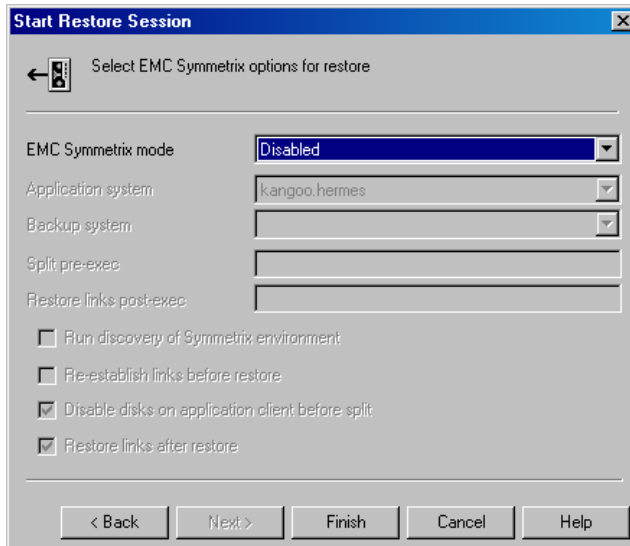 Start Restore Session
Select EMC Symmetrix options for restore
EMC Symmetrix mode Disabled
Application system kangoo.hermes
Backup system
Split pre-exec
Restore links post-exec
Run discovery of Symmetrix environment
Re-establish links before restore
Disable disks on application client before split
Restore links after restore
< Back Next > Finish Cancel Help